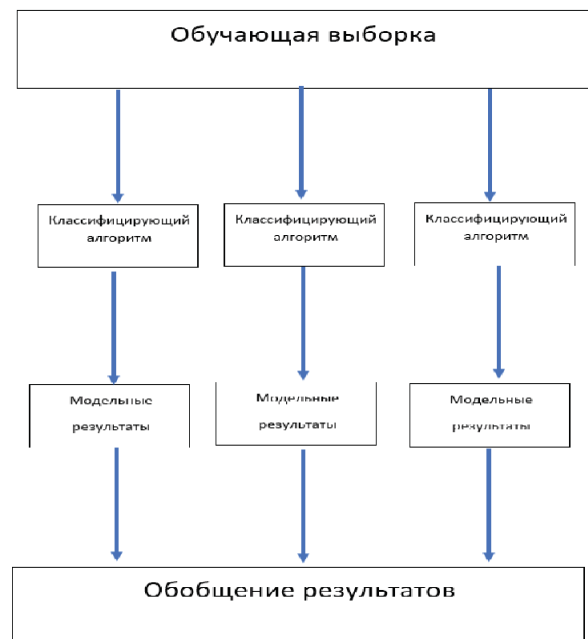 Обучающая выборка
Классифицирующий
алгоритм
Классифицирующий
алгоритм
Классифицирующий
алгоритм
Модельные
результаты
Модельные
результаты
Модельные
результаты
Обобщение результатов